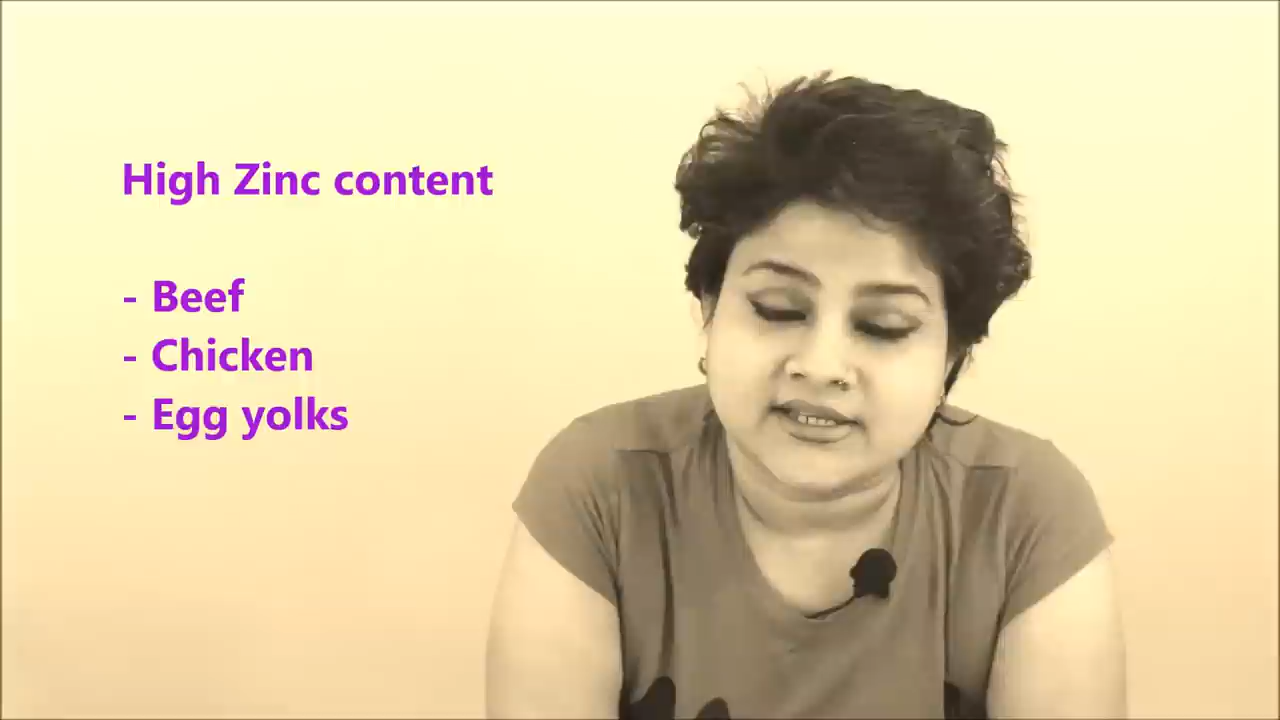 High Zinc content
- Beef
- Chicken
- Egg yolks